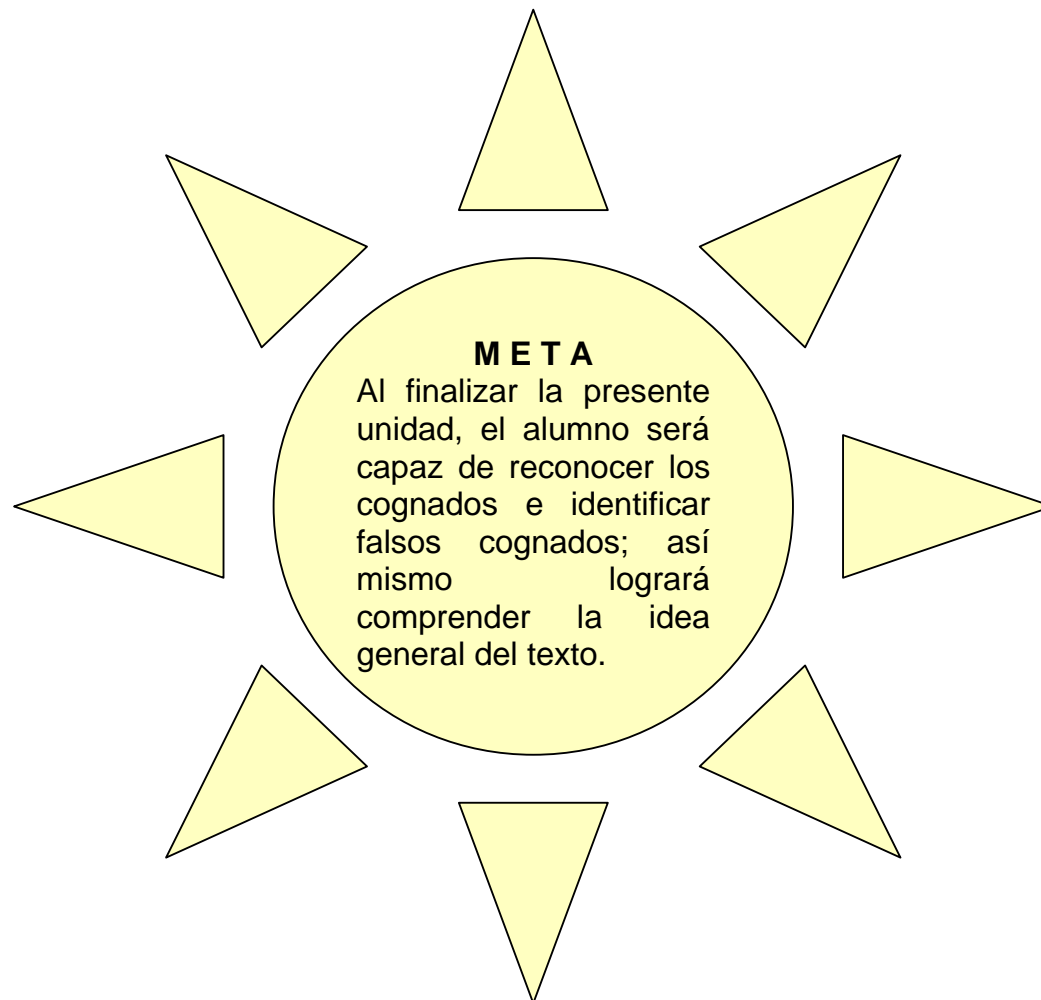 M E T A
Al finalizar la presente
unidad, el alumno será
capaz de reconocer los
cognados e identificar
falsos cognados; así
mismo logrará
comprender la idea
general del texto.